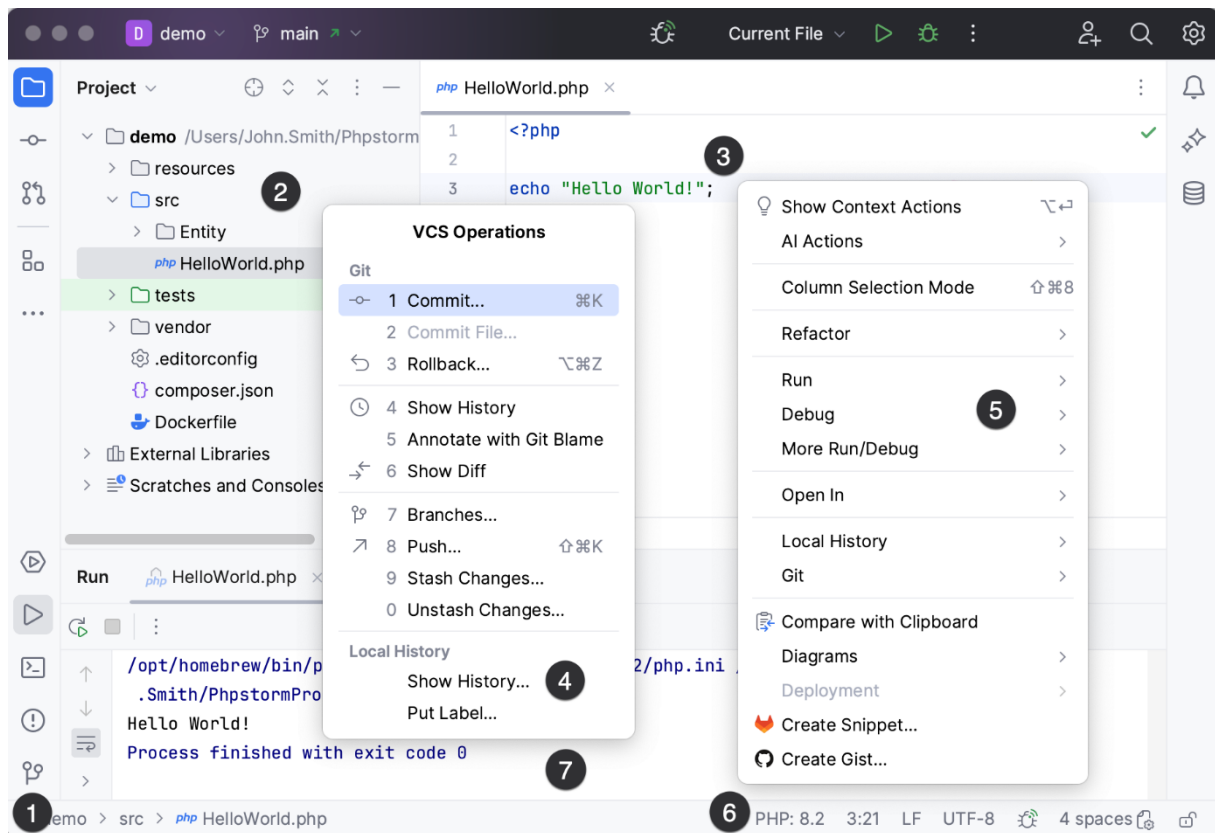 D demo main Current File
Project
php HelloWorld.php
demo /Users/John.Smith/Phpstorm
resources
2
src
Entity
php HelloWorld.php
tests
vendor
.editorconfig
{} composer.json
Dockerfile
External Libraries
Scratches and Consoles
1 <?php
2
3
3 echo "Hello World!";
VCS Operations
Git
1 Commit... ⌘K
2 Commit File...
3 Rollback... ⌥⌘Z
4 Show History
5 Annotate with Git Blame
6 Show Diff
7 Branches...
8 Push... ⇧⌘K
9 Stash Changes...
0 Unstash Changes...
Local History
Show History...
4
Put Label...
Show Context Actions ⌥⏎
AI Actions
Column Selection Mode ⇧⌘8
Refactor
Run
Debug
5
More Run/Debug
Open In
Local History
Git
Compare with Clipboard
Diagrams
Deployment
Create Snippet...
Create Gist...
Run php HelloWorld.php
/opt/homebrew/bin/p 2/php.ini
.Smith/PhpstormPro
Hello World!
Process finished with exit code 0
7
1 emo > src > php HelloWorld.php
6 PHP: 8.2 3:21 LF UTF-8 4 spaces